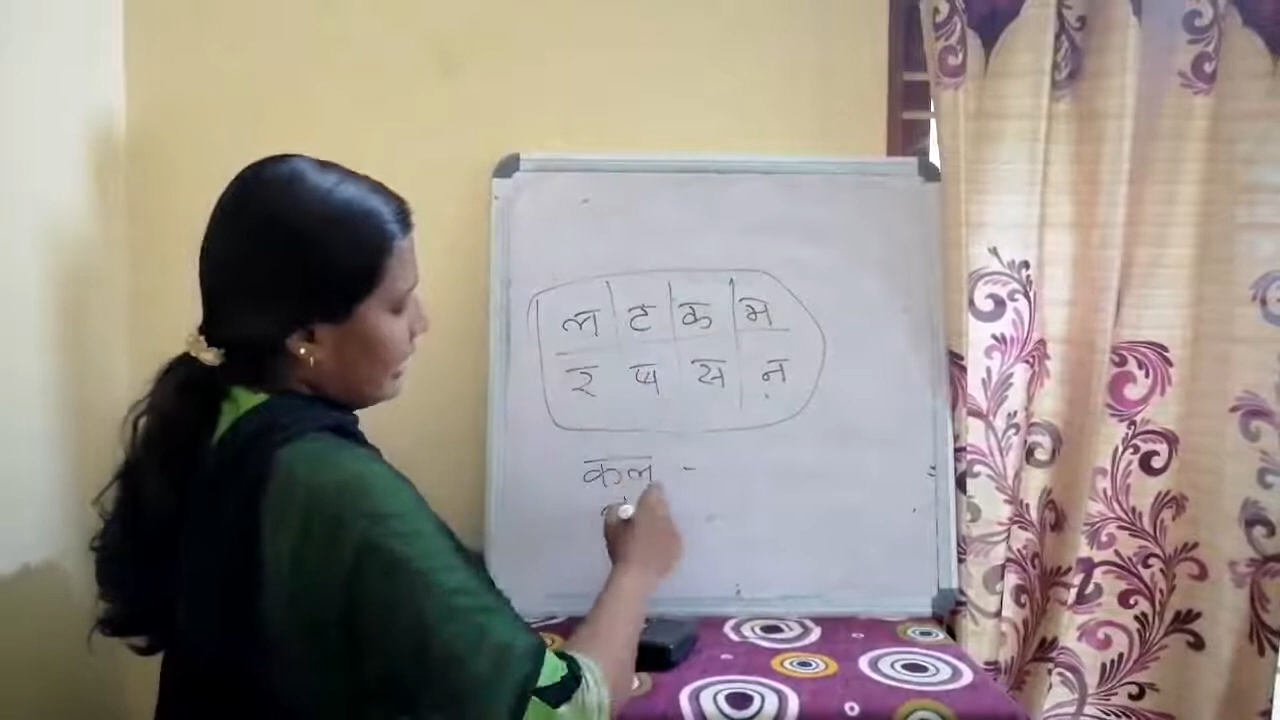 ल ट क म
र ष स न
कल -